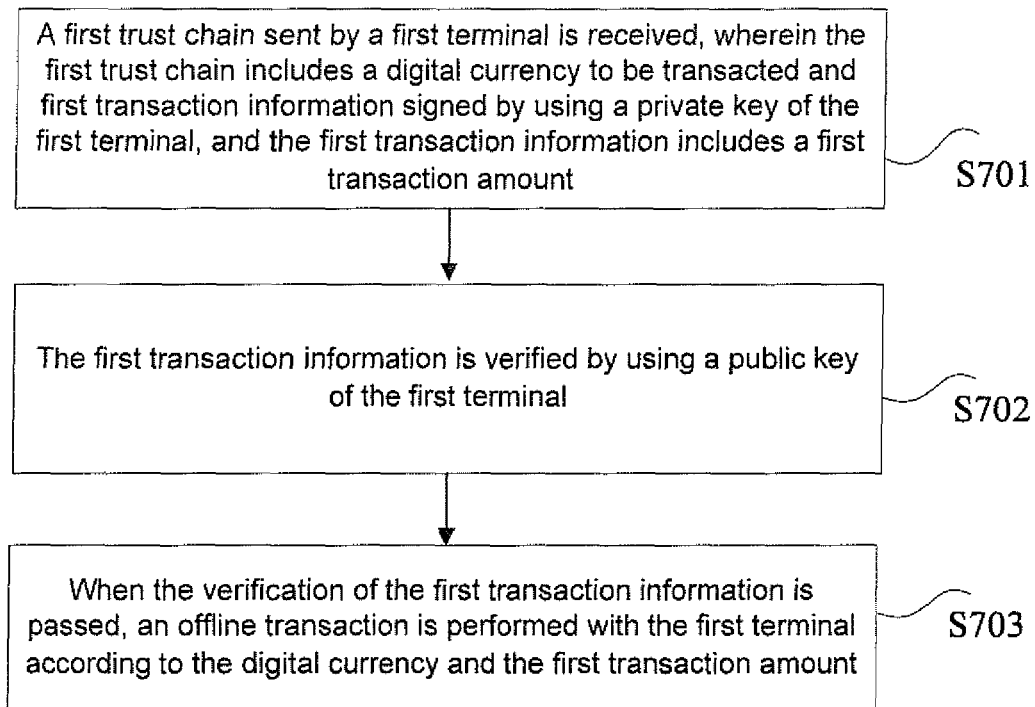 A first trust chain sent by a first terminal is received, wherein the
first trust chain includes a digital currency to be transacted and
first transaction information signed by using a private key of the
first terminal, and the first transaction information includes a first
transaction amount
S701
The first transaction information is verified by using a public key
of the first terminal
S702
When the verification of the first transaction information is
passed, an offline transaction is performed with the first terminal
according to the digital currency and the first transaction amount
S703